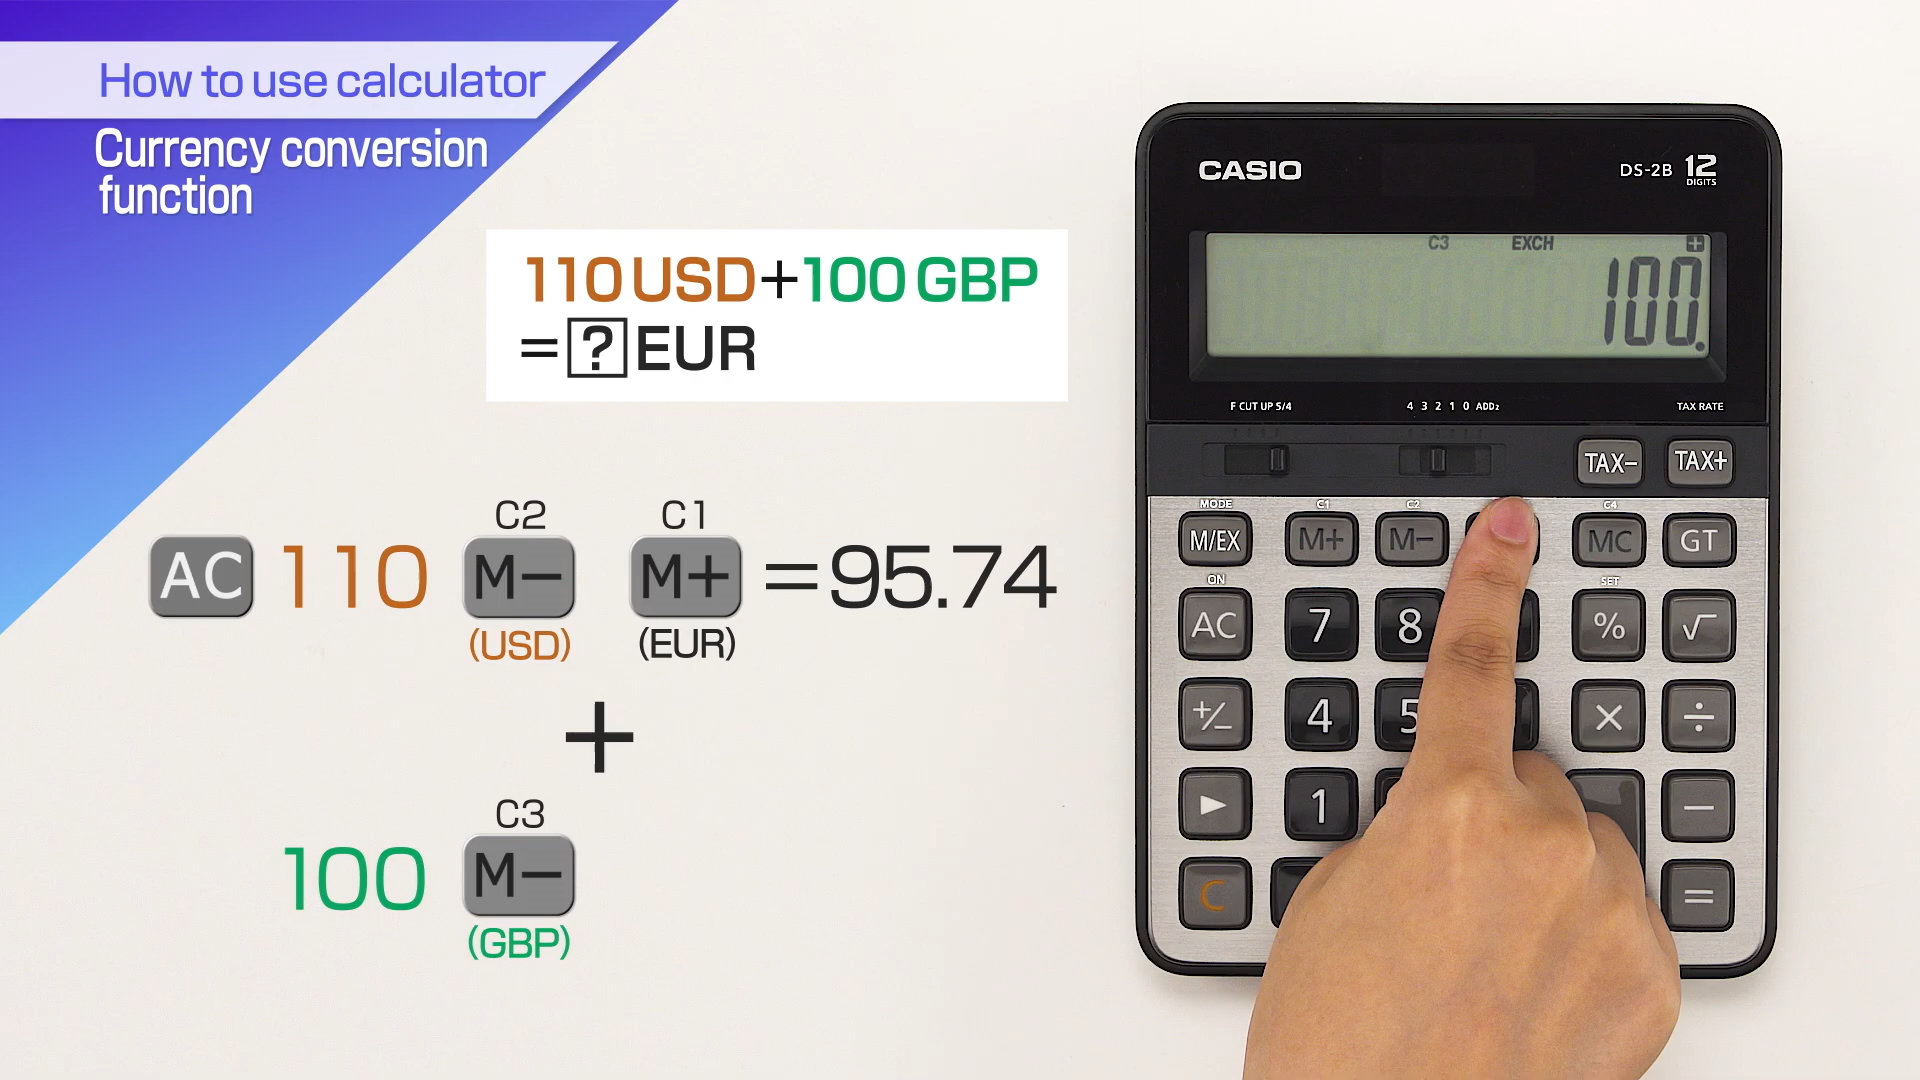 How to use calculator
Currency conversion
function
110 USD+100 GBP
=?EUR
C2 C1
AC 110 M− M+ =95.74
(USD) (EUR)
+
C3
100 M−
(GBP)
CASIO DS-2B 12
DIGITS
C3 EXCH +
100.
F CUT UP 5/4 4 3 2 1 0 ADD2 TAX RATE
TAX− TAX+
MODE C1 C2 C4
M/EX M+ M− MC GT
ON SET
AC 7 8 % √
+/− 4 5 × ÷
▶ 1 −
C =